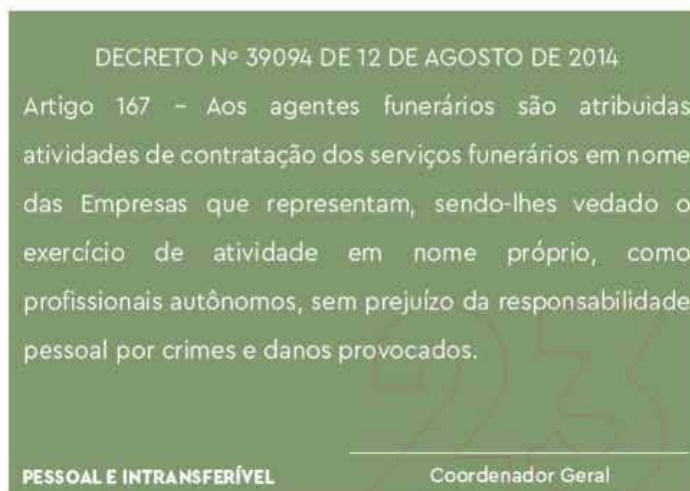 DECRETO Nº 39094 DE 12 DE AGOSTO DE 2014
Artigo 167 - Aos agentes funerários são atribuidas
atividades de contratação dos serviços funerários em nome
das Empresas que representam, sendo-lhes vedado o
exercício de atividade em nome próprio, como
profissionais autônomos, sem prejuízo da responsabilidade
pessoal por crimes e danos provocados.
23
PESSOAL E INTRANSFERÍVEL
Coordenador Geral